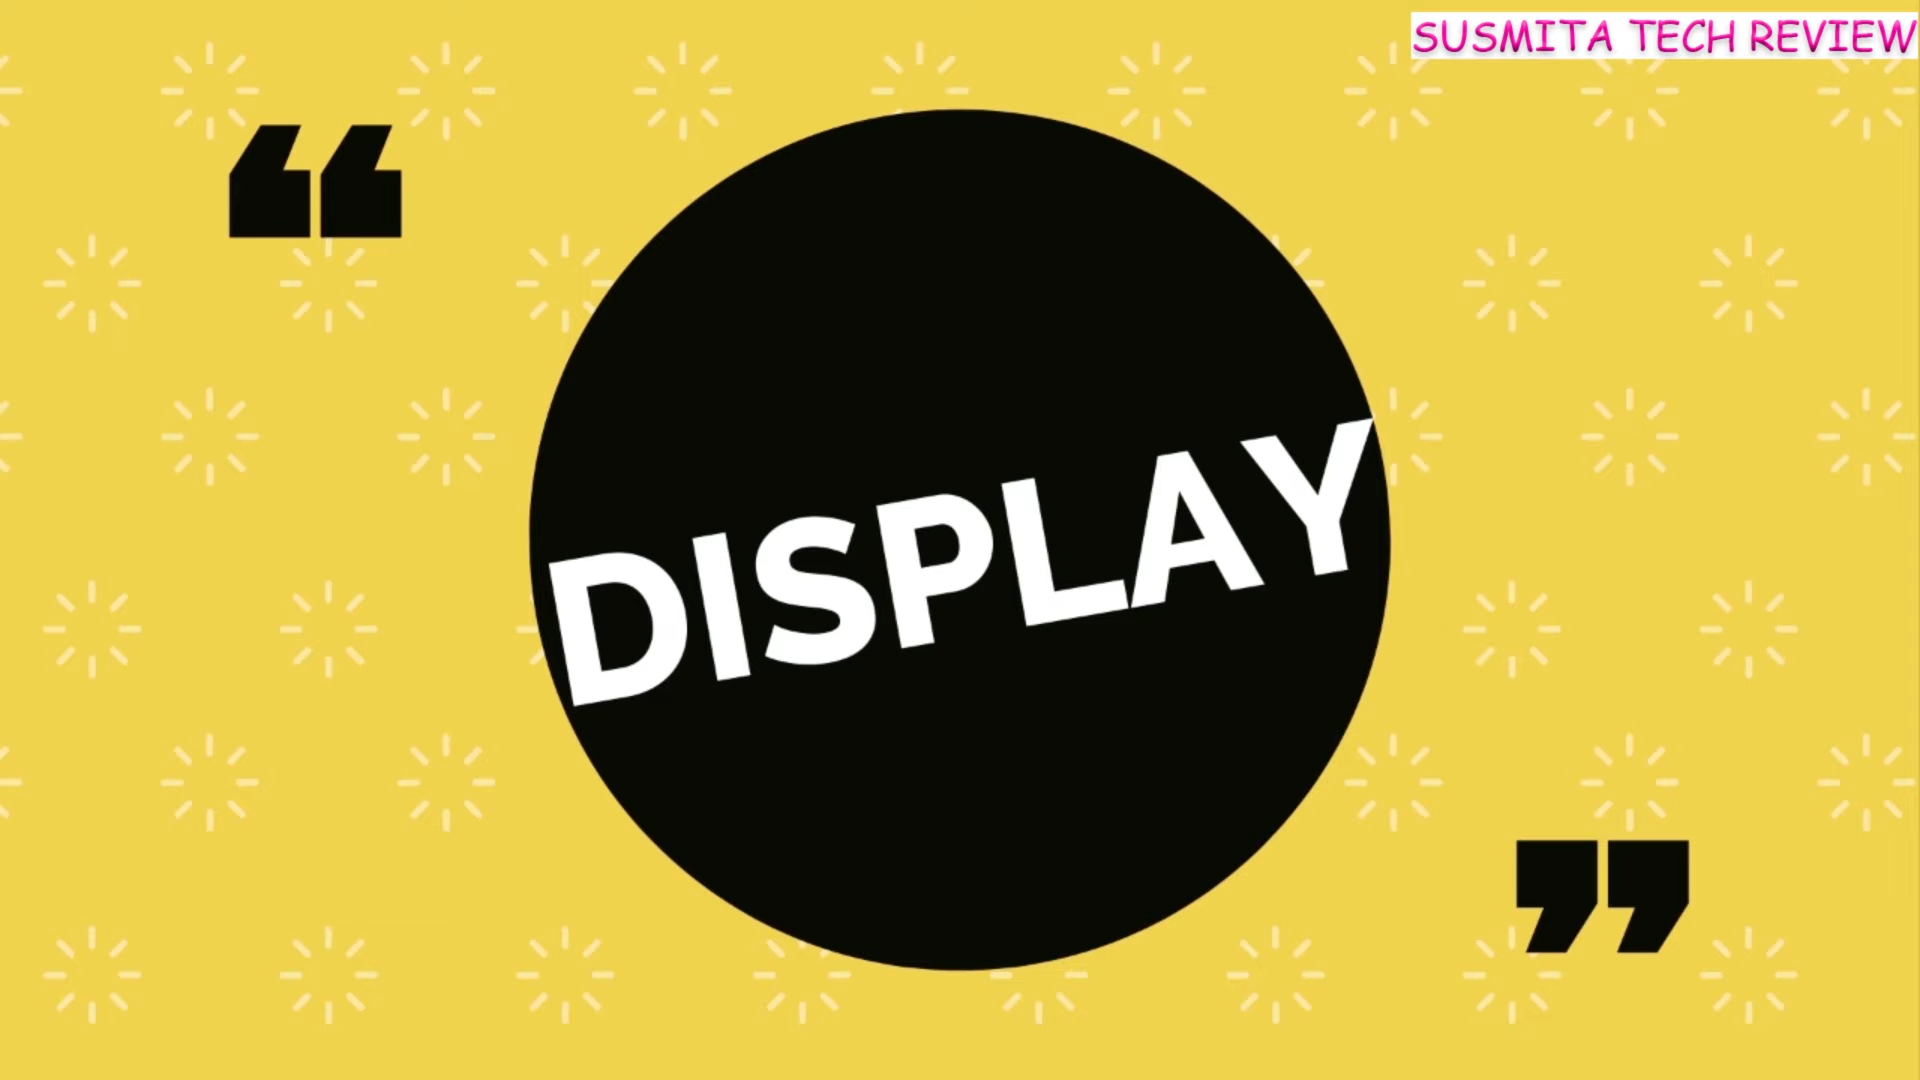 SUSMITA TECH REVIEW
“
DISPLAY
”